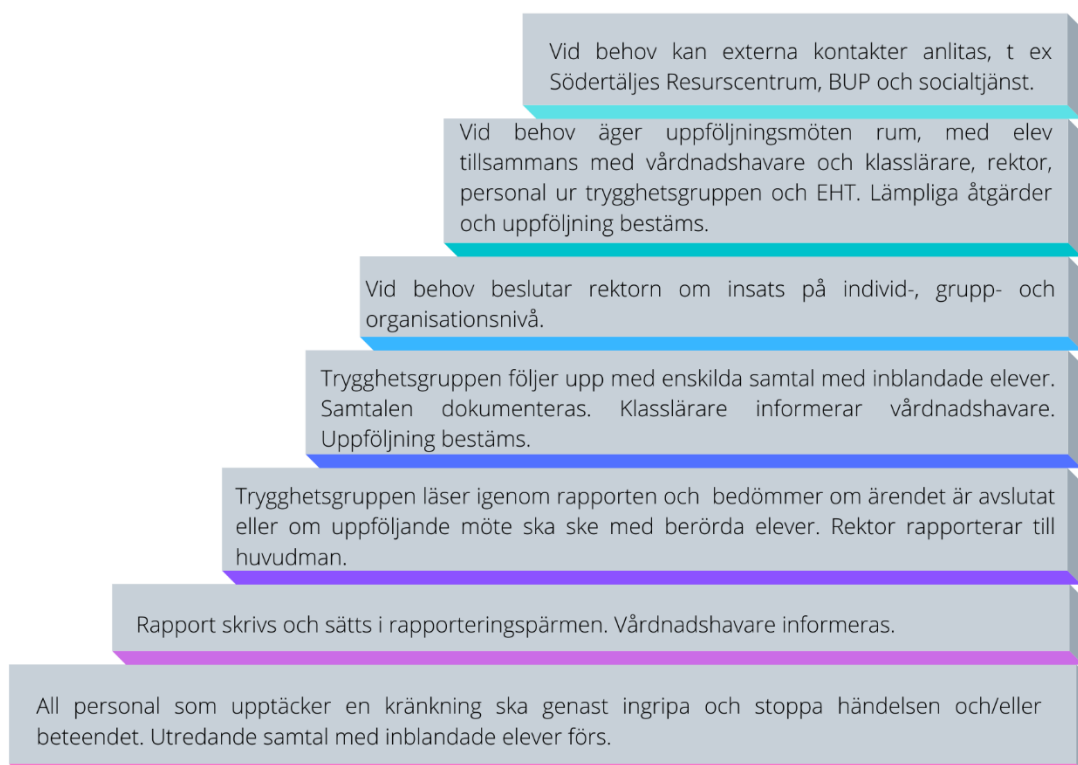 Vid behov kan externa kontakter anlitas, t ex
Södertäljes Resurscentrum, BUP och socialtjänst.
Vid behov äger uppföljningsmöten rum, med elev
tillsammans med vårdnadshavare och klasslärare, rektor,
personal ur trygghetsgruppen och EHT. Lämpliga åtgärder
och uppföljning bestäms.
Vid behov beslutar rektorn om insats på individ-, grupp- och
organisationsnivå.
Trygghetsgruppen följer upp med enskilda samtal med inblandade elever.
Samtalen dokumenteras. Klasslärare informerar vårdnadshavare.
Uppföljning bestäms.
Trygghetsgruppen läser igenom rapporten och bedömmer om ärendet är avslutat
eller om uppföljande möte ska ske med berörda elever. Rektor rapporterar till
huvudman.
Rapport skrivs och sätts i rapporteringspärmen. Vårdnadshavare informeras.
All personal som upptäcker en kränkning ska genast ingripa och stoppa händelsen och/eller
beteendet. Utredande samtal med inblandade elever förs.